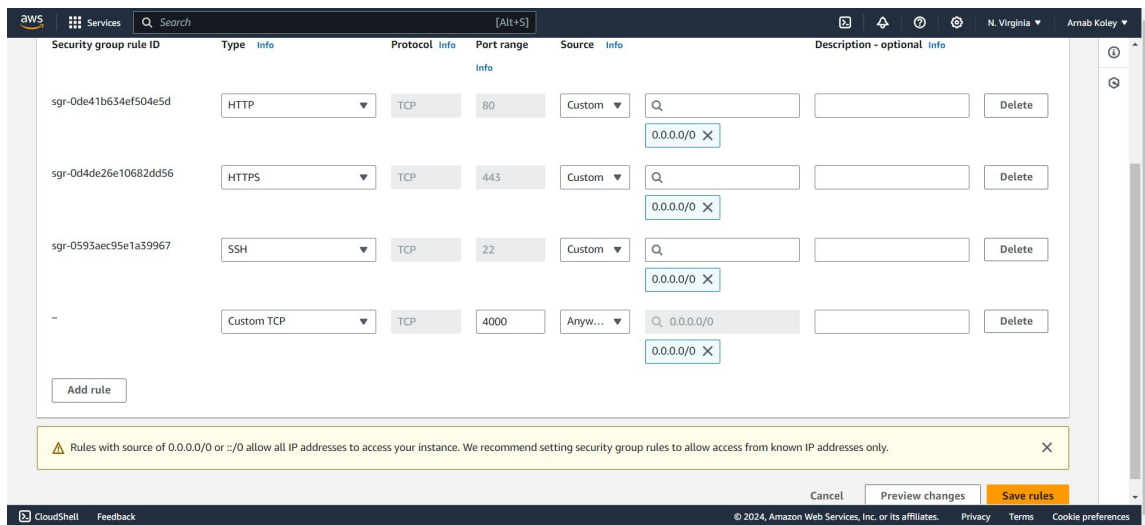 aws Services Search [Alt+S] N. Virginia Arnab Koley
Security group rule ID Type Info Protocol Info Port range Source Info Description - optional Info
Info
sgr-0de41b634ef504e5d HTTP TCP 80 Custom Delete
0.0.0.0/0
sgr-0d4de26e10682dd56 HTTPS TCP 443 Custom Delete
0.0.0.0/0
sgr-0593aec95e1a39967 SSH TCP 22 Custom Delete
0.0.0.0/0
– Custom TCP TCP 4000 Anyw... 0.0.0.0/0 Delete
0.0.0.0/0
Add rule
Rules with source of 0.0.0.0/0 or ::/0 allow all IP addresses to access your instance. We recommend setting security group rules to allow access from known IP addresses only.
Cancel Preview changes Save rules
CloudShell Feedback © 2024, Amazon Web Services, Inc. or its affiliates. Privacy Terms Cookie preferences